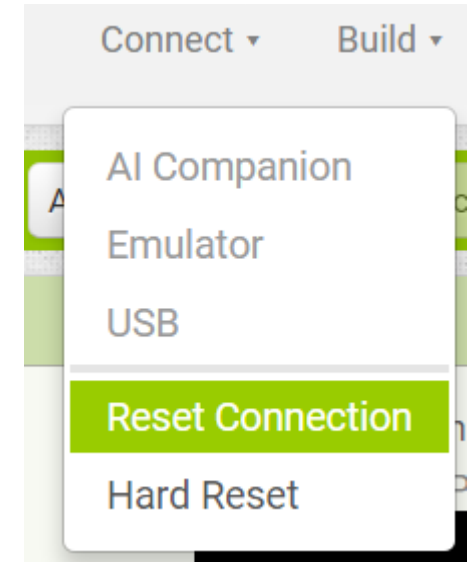 Connect Build
AI Companion
Emulator
USB
Reset Connection
Hard Reset